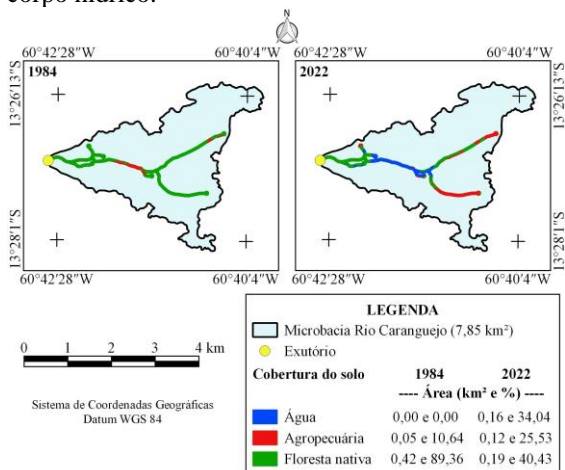 corpo hídrico.
N
60°42'28"W 60°40'4"W 60°42'28"W 60°40'4"W
1984 2022
13°26'13"S 13°26'13"S
13°28'1"S 13°28'1"S
60°42'28"W 60°40'4"W 60°42'28"W 60°40'4"W
LEGENDA
Microbacia Rio Caranguejo (7,85 km²)
Exutório
Cobertura do solo 1984 2022
---- Área (km² e %) ----
Água 0,00 e 0,00 0,16 e 34,04
Agropecuária 0,05 e 10,64 0,12 e 25,53
Floresta nativa 0,42 e 89,36 0,19 e 40,43
0 1 2 3 4 km
Sistema de Coordenadas Geográficas
Datum WGS 84